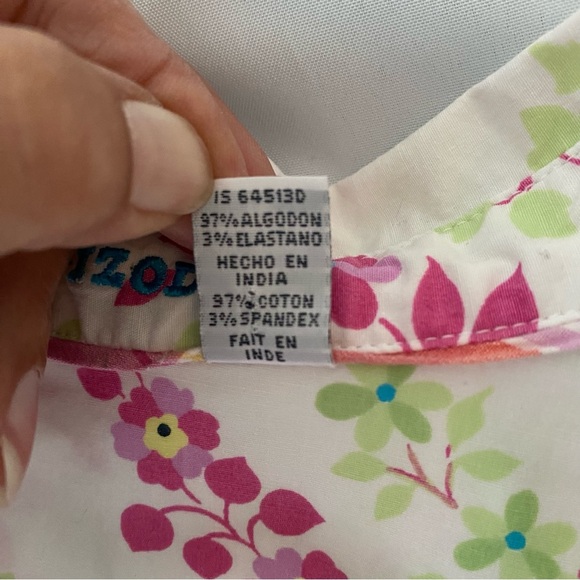 IS 64513D
97% ALGODON
3% ELASTANO
HECHO EN
INDIA
97% COTON
3% SPANDEX
FAIT EN
INDE
IZOD